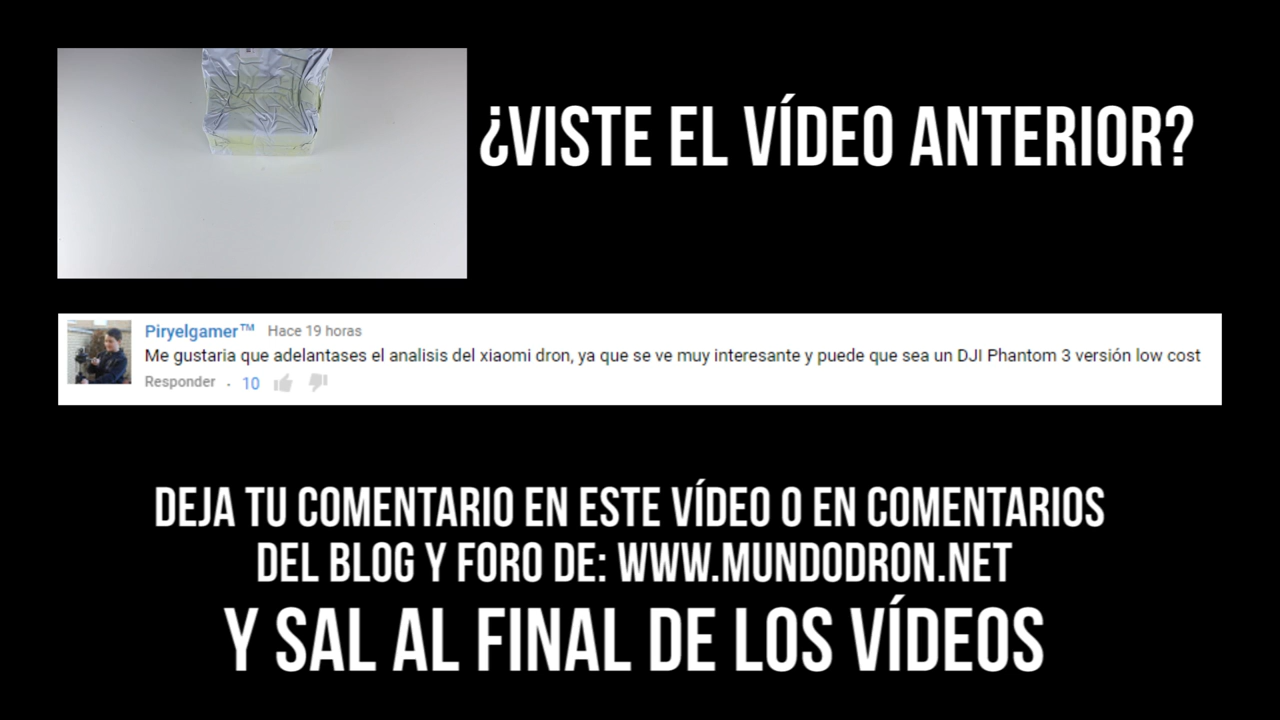 ¿VISTE EL VÍDEO ANTERIOR?
Piryelgamer™ Hace 19 horas
Me gustaria que adelantases el analisis del xiaomi dron, ya que se ve muy interesante y puede que sea un DJI Phantom 3 versión low cost
Responder · 10
DEJA TU COMENTARIO EN ESTE VÍDEO O EN COMENTARIOS
DEL BLOG Y FORO DE: WWW.MUNDODRON.NET
Y SAL AL FINAL DE LOS VÍDEOS